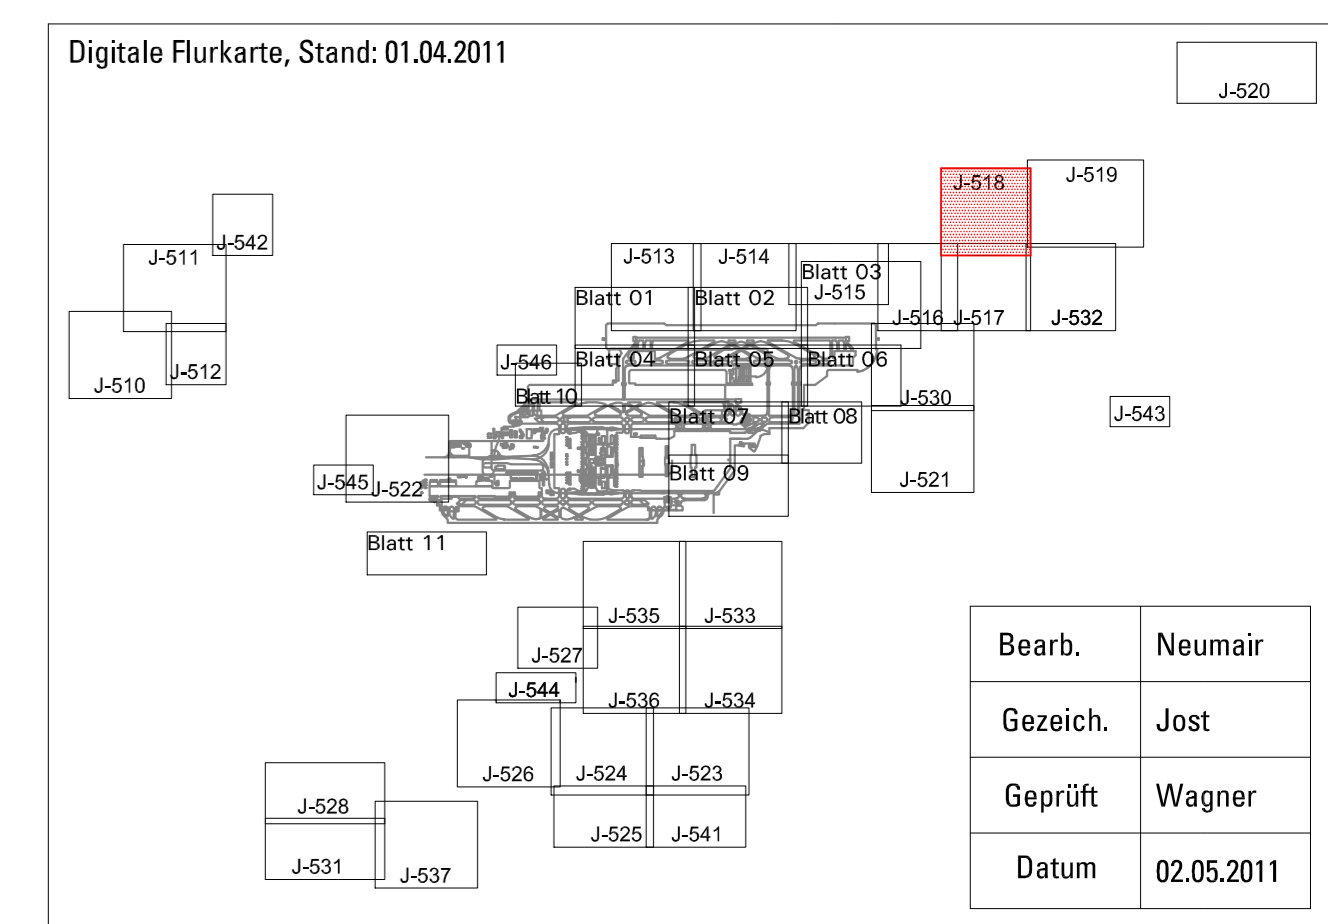 Digitale Flurkarte, Stand: 01.04.2011
J-520
J-519
J-518
J-542
J-511
J-513
J-514
Blatt 03
J-515
Blatt 01
Blatt 02
J-516
J-517
J-532
J-546
Blatt 04
Blatt 05
Blatt 06
J-512
J-510
Blatt 10
J-530
Blatt 07
Blatt 08
J-543
Blatt 09
J-545
J-522
J-521
Blatt 11
J-535
J-533
J-527
J-544
J-536
J-534
J-526
J-524
J-523
J-528
J-525
J-541
J-531
J-537
Bearb. Neumair
Gezeich. Jost
Geprüft Wagner
Datum 02.05.2011